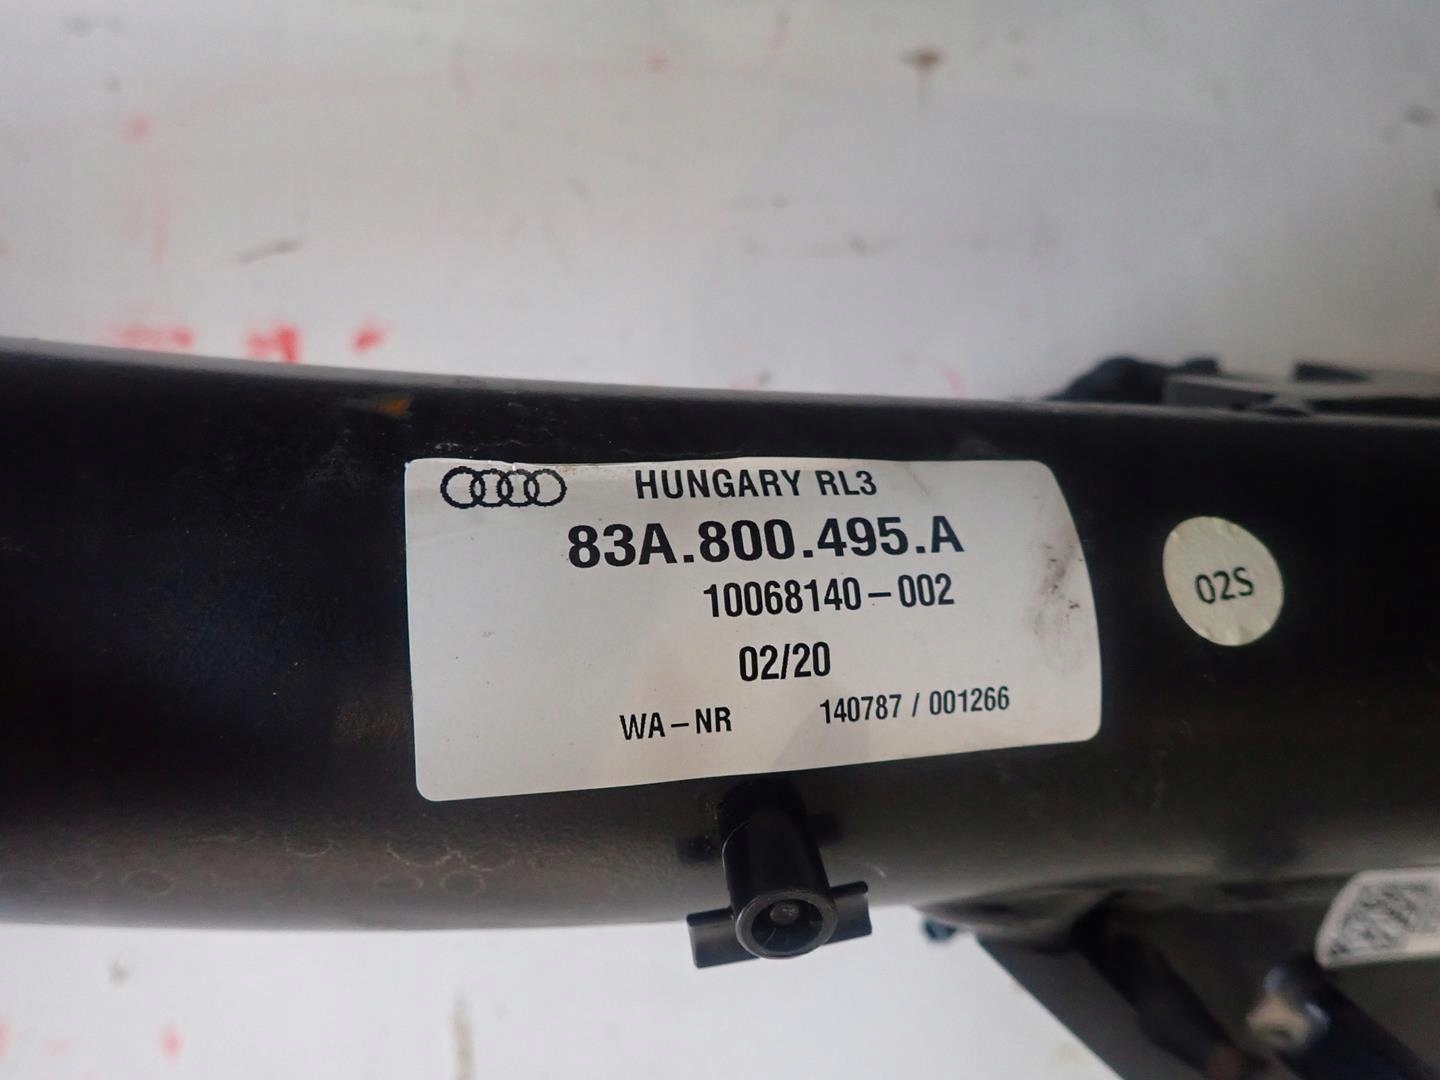 HUNGARY RL3
83A.800.495.A
10068140-002
02/20
WA-NR 140787 / 001266
02S